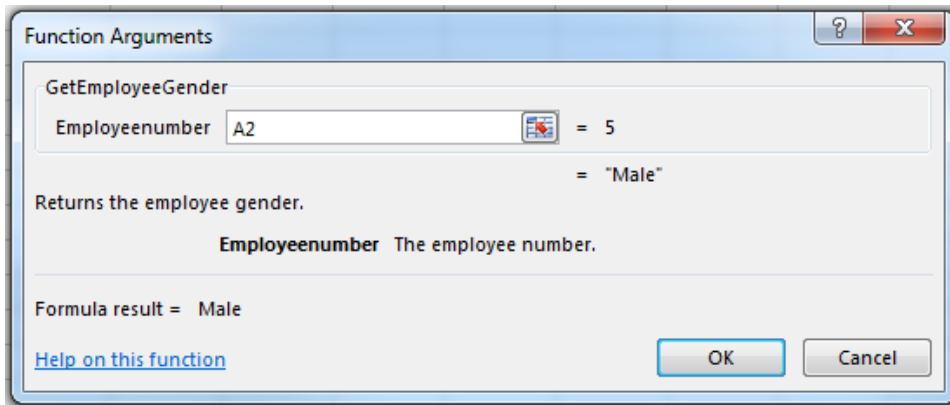 Function Arguments
? X
GetEmployeeGender
Employeenumber A2 = 5
= "Male"
Returns the employee gender.
Employeenumber The employee number.
Formula result = Male
Help on this function OK Cancel